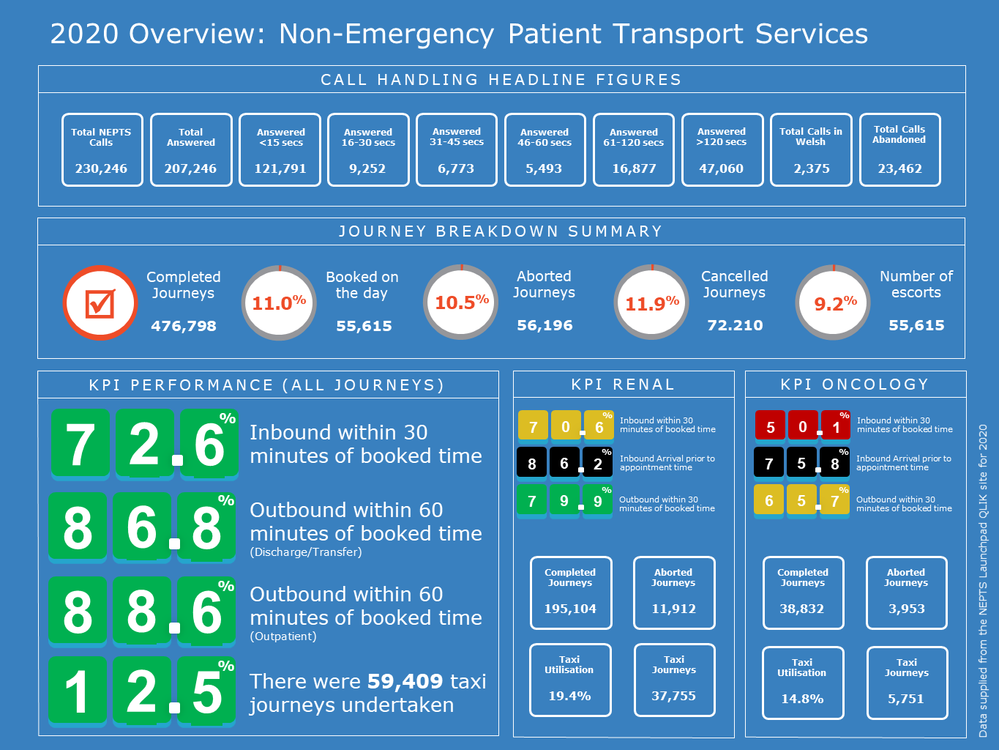 2020 Overview: Non-Emergency Patient Transport Services
CALL HANDLING HEADLINE FIGURES
Total NEPTS
Calls
230,246
Total
Answered
207,246
Answered
<15 secs
121,791
Answered
16-30 secs
9,252
Answered
31-45 secs
6,773
Answered
46-60 secs
5,493
Answered
61-120 secs
16,877
Answered
>120 secs
47,060
Total Calls in
Welsh
2,375
Total Calls
Abandoned
23,462
JOURNEY BREAKDOWN SUMMARY
Completed
Journeys
476,798
11.0%
Booked on
the day
55,615
10.5%
Aborted
Journeys
56,196
11.9%
Cancelled
Journeys
72.210
9.2%
Number of
escorts
55,615
KPI PERFORMANCE (ALL JOURNEYS)
72.6%
Inbound within 30
minutes of booked time
86.8%
Outbound within 60
minutes of booked time
(Discharge/Transfer)
88.6%
Outbound within 60
minutes of booked time
(Outpatient)
12.5%
There were 59,409 taxi
journeys undertaken
KPI RENAL
70.6%
Inbound within 30
minutes of booked time
86.2%
Inbound Arrival prior to
appointment time
79.9%
Outbound within 30
minutes of booked time
Completed
Journeys
195,104
Aborted
Journeys
11,912
Taxi
Utilisation
19.4%
Taxi
Journeys
37,755
KPI ONCOLOGY
50.1%
Inbound within 30
minutes of booked time
75.8%
Inbound Arrival prior to
appointment time
65.7%
Outbound within 30
minutes of booked time
Completed
Journeys
38,832
Aborted
Journeys
3,953
Taxi
Utilisation
14.8%
Taxi
Journeys
5,751
Data supplied from the NEPTS Launchpad QLIK site for 2020